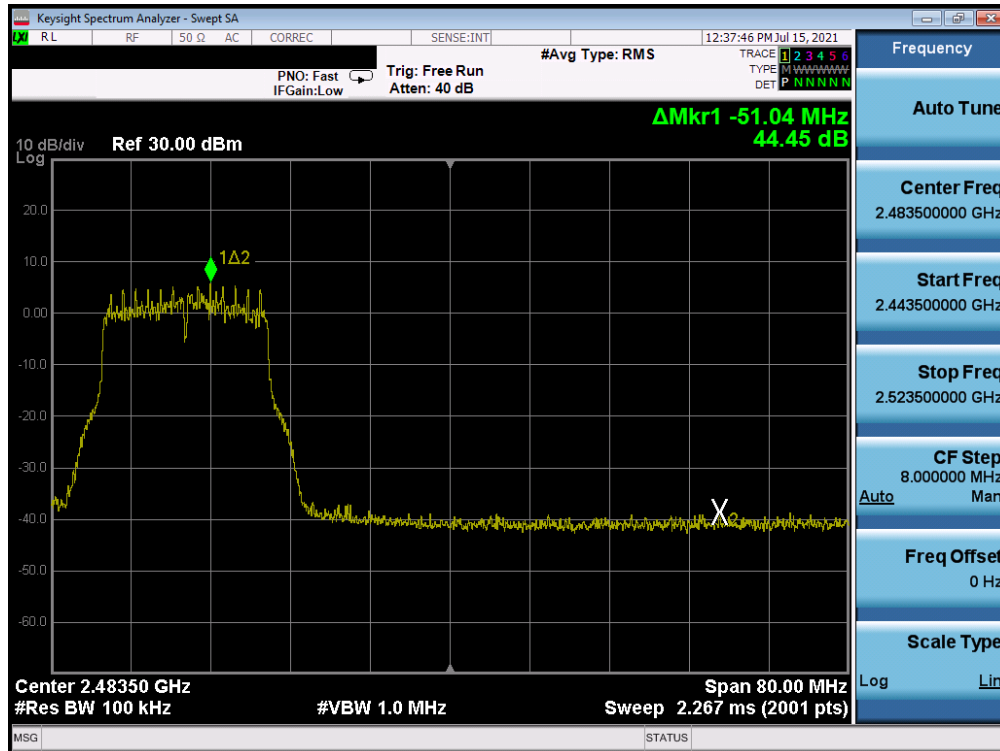 Keysight Spectrum Analyzer - Swept SA
LXI RL RF 50 Ω AC CORREC SENSE:INT 12:37:46 PM Jul 15, 2021
PNO: Fast
IFGain:Low
Trig: Free Run
Atten: 40 dB
#Avg Type: RMS
TRACE 1 2 3 4 5 6
TYPE M WWWWW
DET P N N N N N
ΔMkr1 -51.04 MHz
44.45 dB
10 dB/div Ref 30.00 dBm
Log
20.0
10.0
0.00
-10.0
-20.0
-30.0
-40.0
-50.0
-60.0
1Δ2
X2
Center 2.48350 GHz Span 80.00 MHz
#Res BW 100 kHz #VBW 1.0 MHz Sweep 2.267 ms (2001 pts)
MSG STATUS
Frequency
Auto Tune
Center Freq
2.483500000 GHz
Start Freq
2.443500000 GHz
Stop Freq
2.523500000 GHz
CF Step
8.000000 MHz
Auto Man
Freq Offset
0 Hz
Scale Type
Log Lin